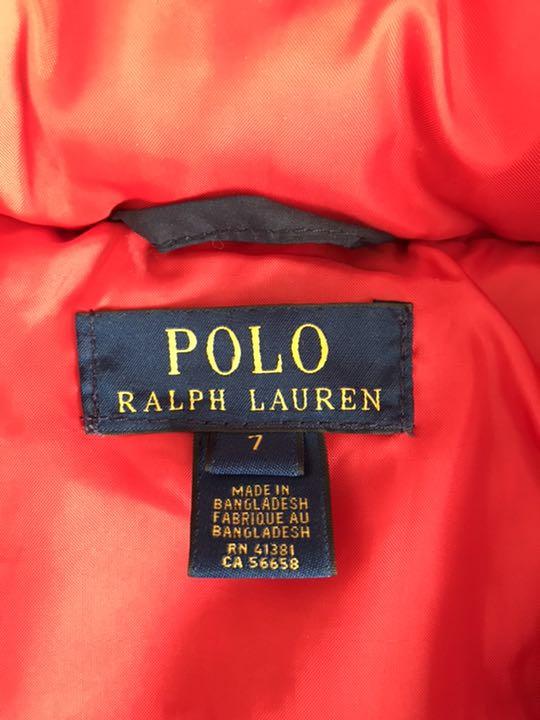 POLO
RALPH LAUREN
7
MADE IN
BANGLADESH
FABRIQUE AU
BANGLADESH
RN 41381
CA 56658